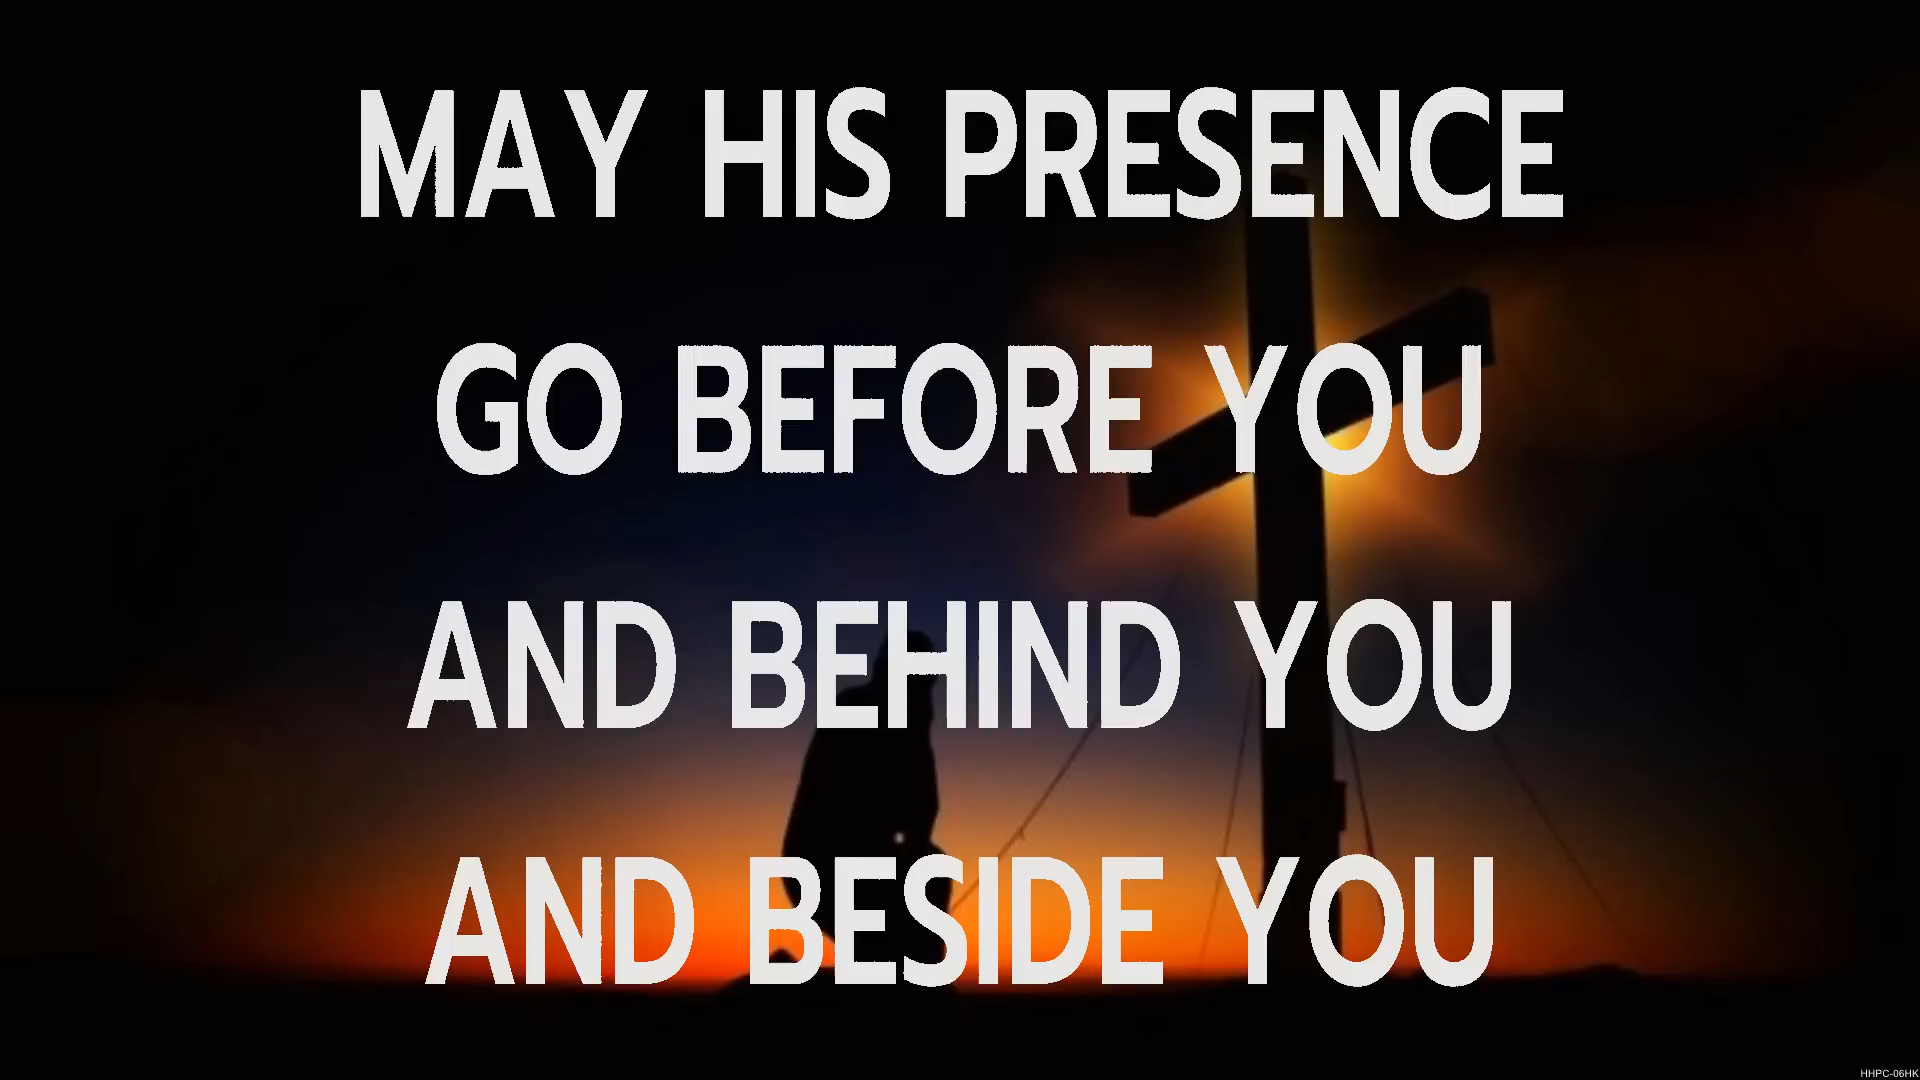 MAY HIS PRESENCE
GO BEFORE YOU
AND BEHIND YOU
AND BESIDE YOU
HHPC-06HK